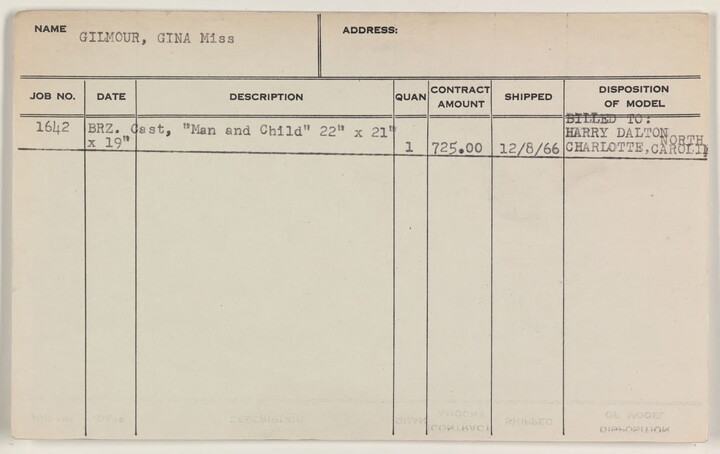 NAME GILMOUR, GINA Miss ADDRESS:
JOB NO. DATE DESCRIPTION QUAN CONTRACT AMOUNT SHIPPED DISPOSITION OF MODEL
1642 BRZ. Cast, "Man and Child" 22" x 21"
x 19" 1 725.00 12/8/66
BILLED TO:
HARRY DALTON
CHARLOTTE, NORTH
CAROLIN